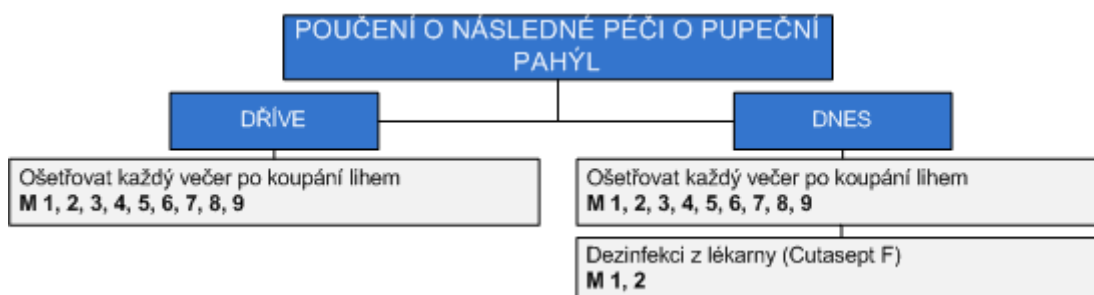 POUČENÍ O NÁSLEDNÉ PÉČI O PUPEČNÍ
PAHÝL
DŘÍVE
DNES
Ošetřovat každý večer po koupání lihem
M 1, 2, 3, 4, 5, 6, 7, 8, 9
Ošetřovat každý večer po koupání lihem
M 1, 2, 3, 4, 5, 6, 7, 8, 9
Dezinfekci z lékarny (Cutasept F)
M 1, 2